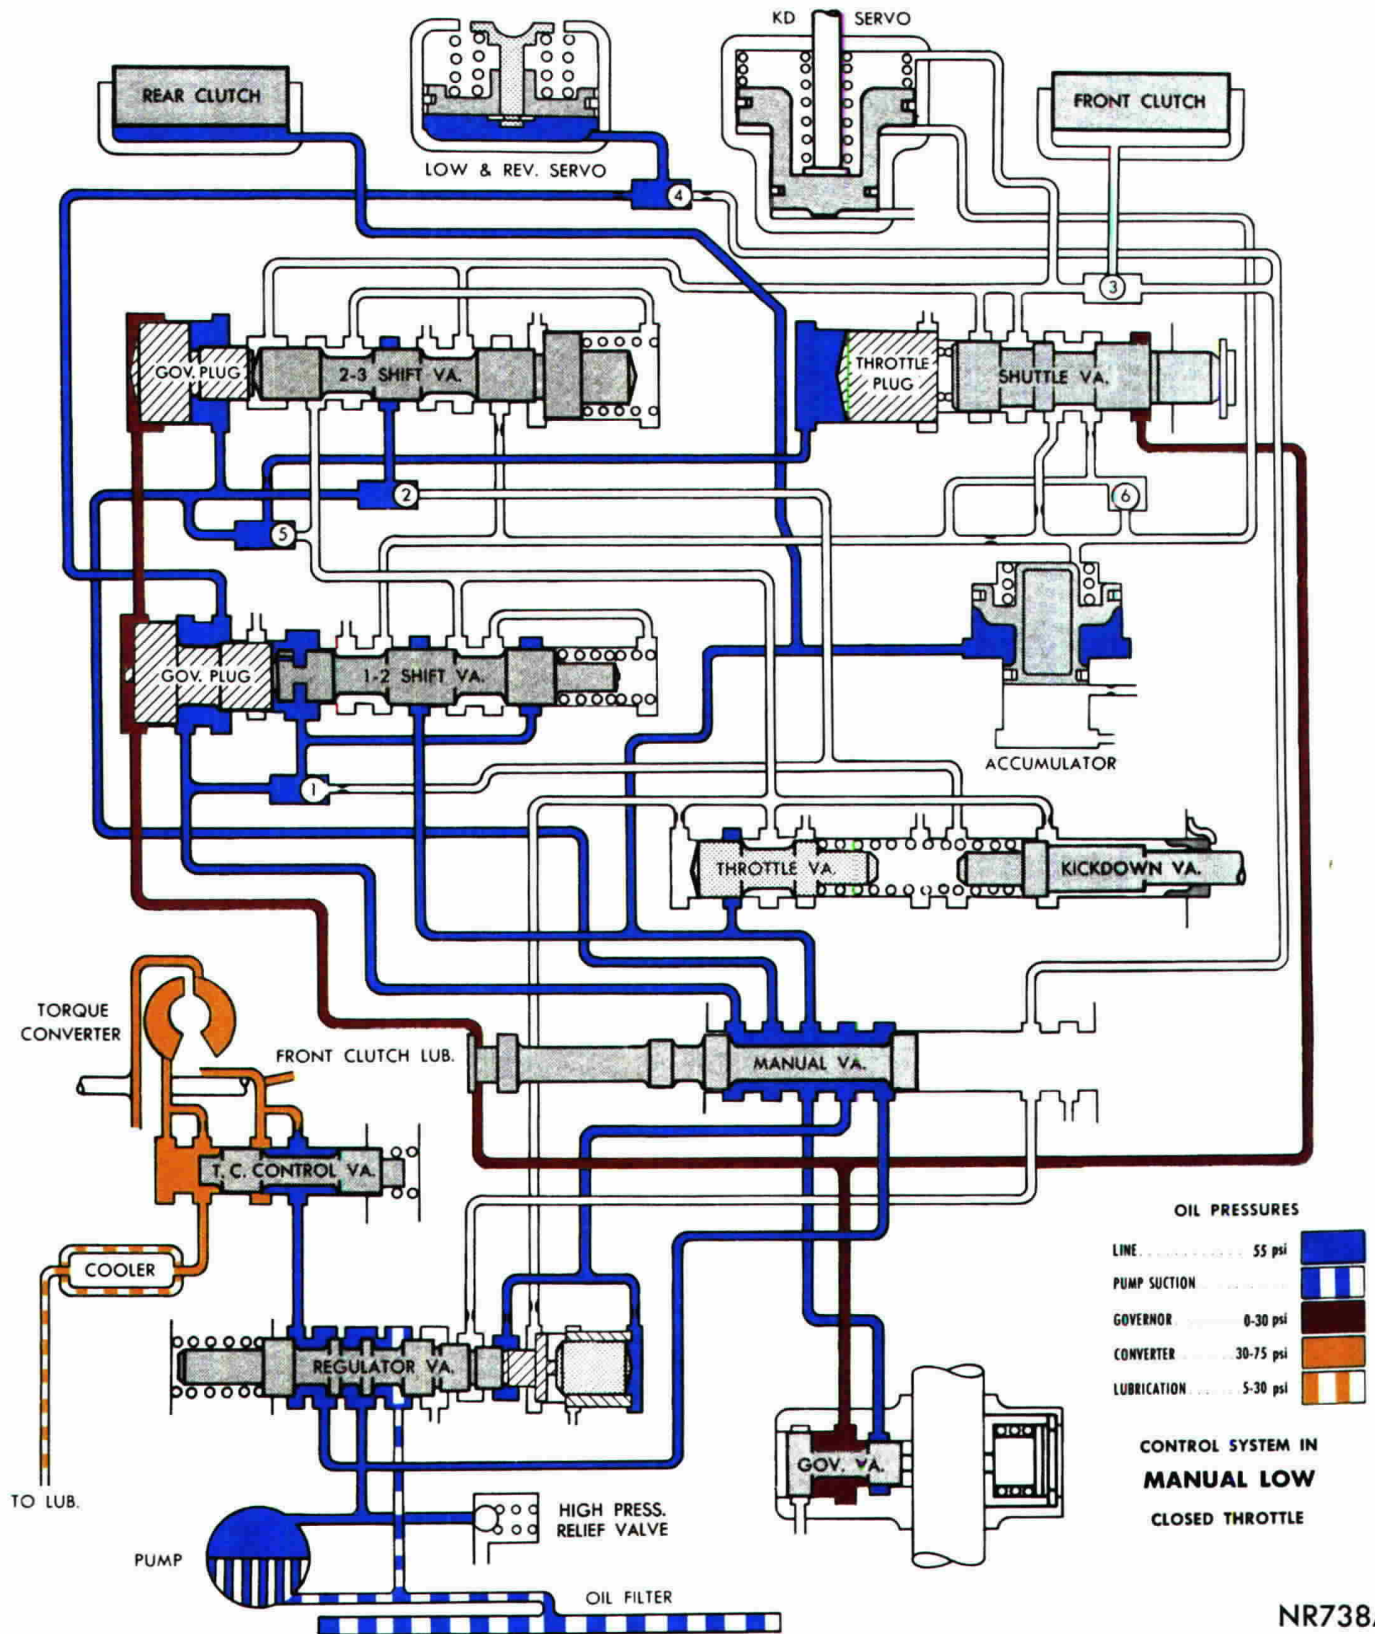 KD SERVO
REAR CLUTCH
FRONT CLUTCH
LOW & REV. SERVO
4
3
GOV. PLUG
2-3 SHIFT VA.
THROTTLE
PLUG
SHUTTLE VA.
2
6
5
GOV. PLUG
1-2 SHIFT VA.
ACCUMULATOR
1
THROTTLE VA.
KICKDOWN VA.
TORQUE
CONVERTER
FRONT CLUTCH LUB.
MANUAL VA.
T. C. CONTROL VA.
OIL PRESSURES
LINE 55 psi
PUMP SUCTION
GOVERNOR 0-30 psi
CONVERTER 30-75 psi
LUBRICATION 5-30 psi
COOLER
REGULATOR VA.
CONTROL SYSTEM IN
MANUAL LOW
CLOSED THROTTLE
GOV. VA.
TO LUB.
HIGH PRESS.
RELIEF VALVE
PUMP
OIL FILTER
NR738